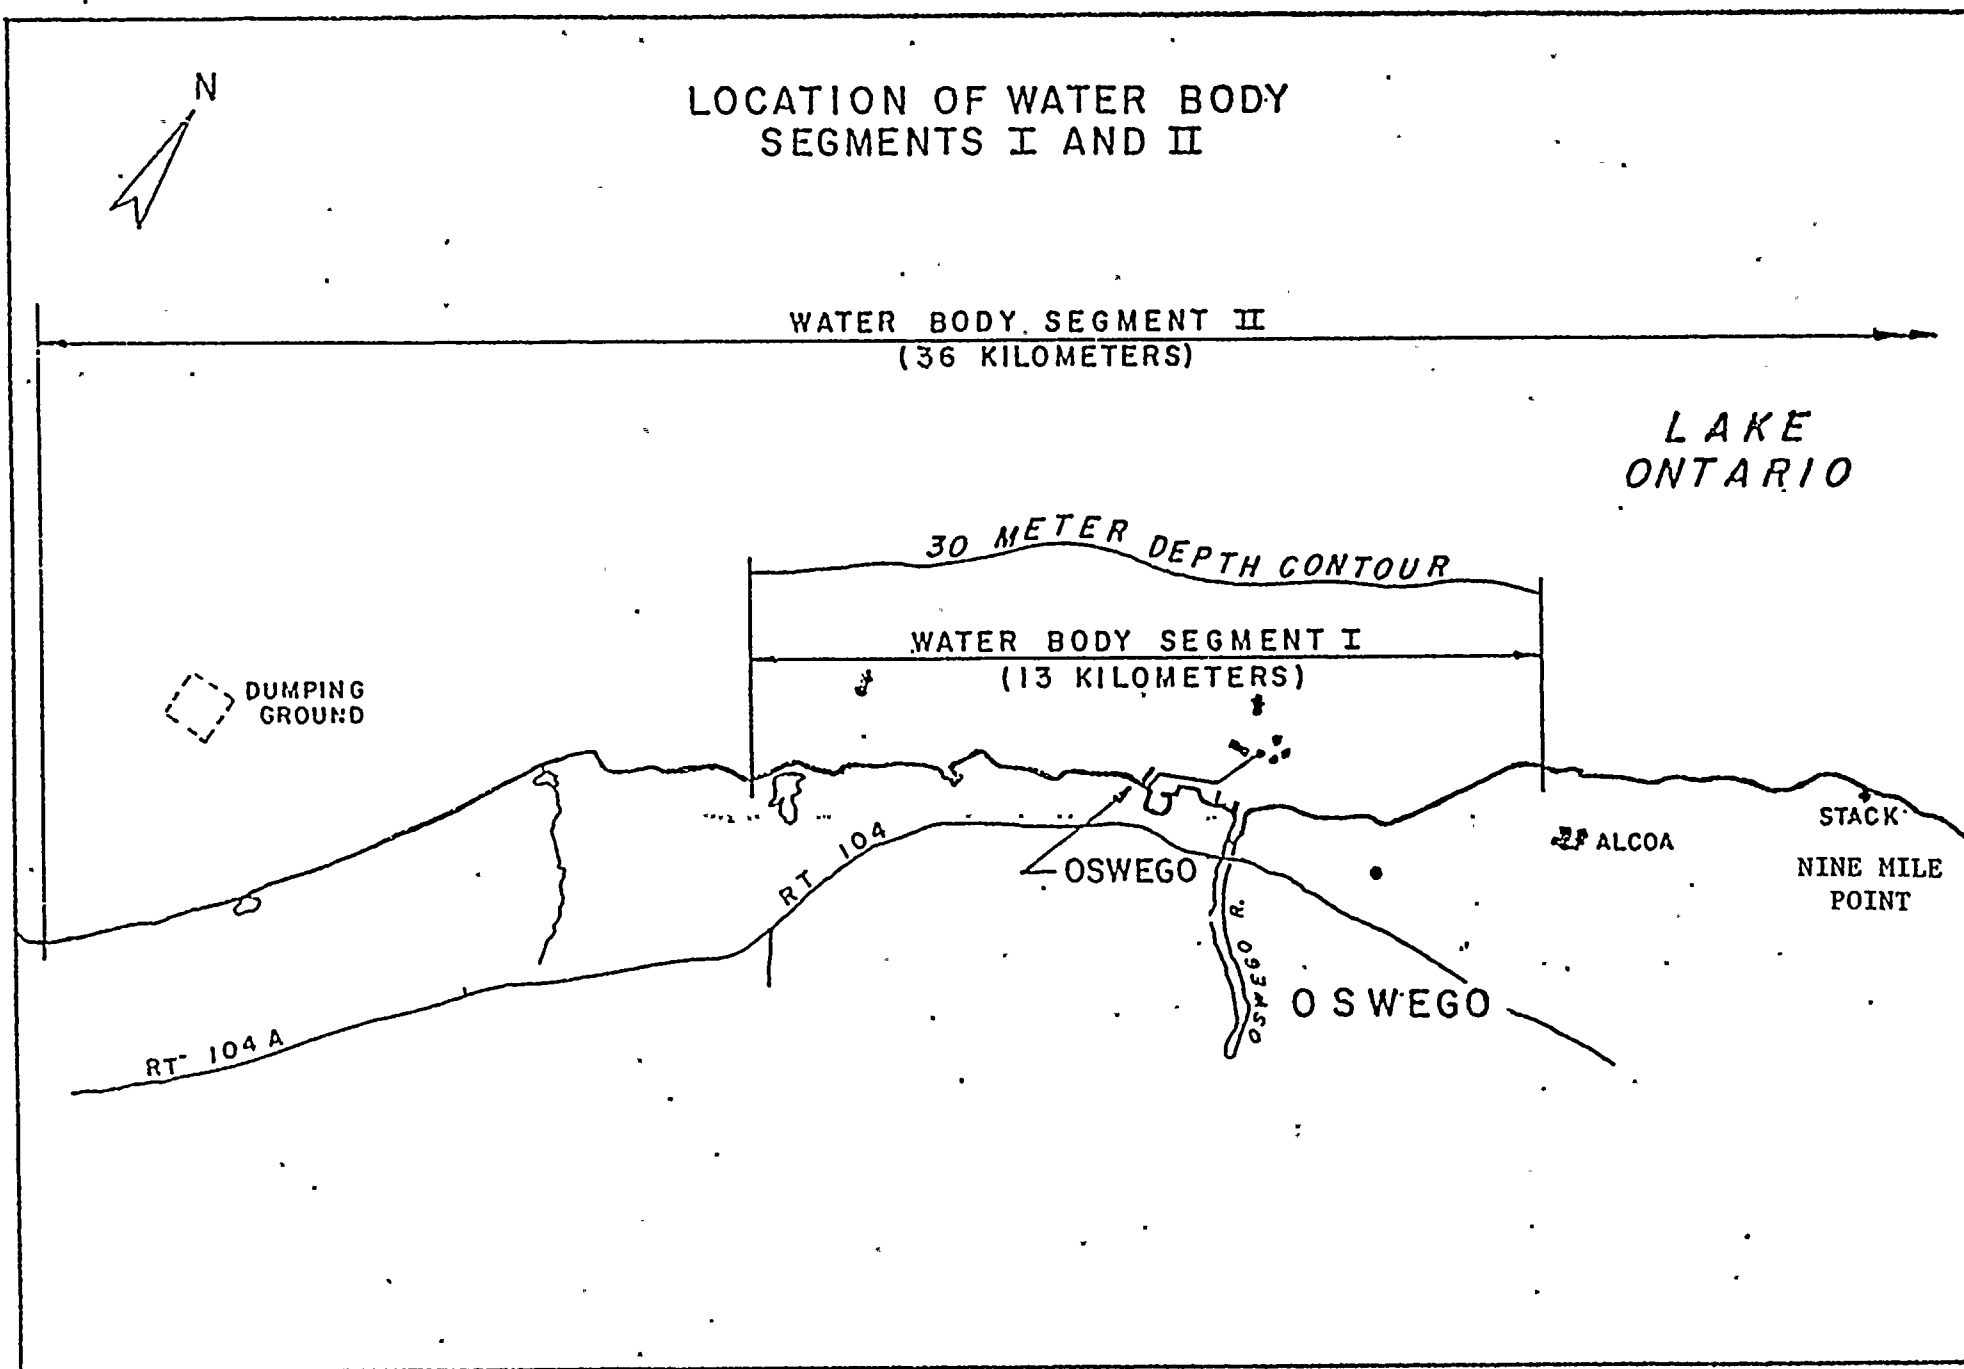 N
LOCATION OF WATER BODY
SEGMENTS I AND II
WATER BODY SEGMENT II
(36 KILOMETERS)
LAKE
ONTARIO
30 METER DEPTH CONTOUR
WATER BODY SEGMENT I
(13 KILOMETERS)
DUMPING
GROUND
STACK
ALCOA
NINE MILE
POINT
RT 104
OSWEGO
OSWEGO R.
OSWEGO
RT 104A